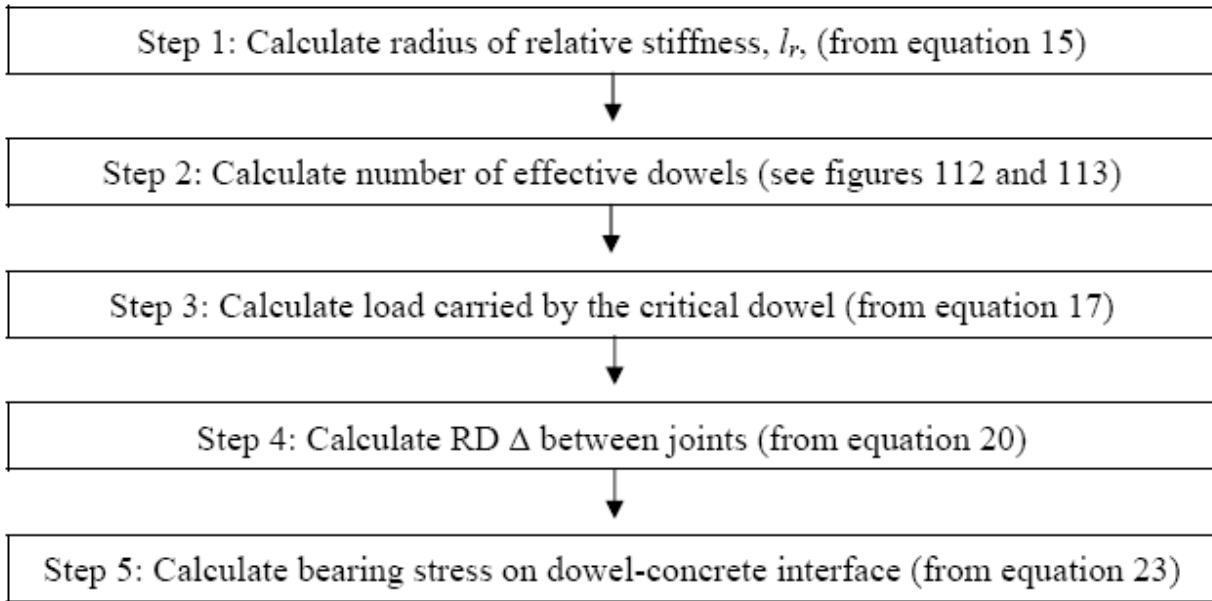 Step 1: Calculate radius of relative stiffness, lr, (from equation 15)
Step 2: Calculate number of effective dowels (see figures 112 and 113)
Step 3: Calculate load carried by the critical dowel (from equation 17)
Step 4: Calculate RD Δ between joints (from equation 20)
Step 5: Calculate bearing stress on dowel-concrete interface (from equation 23)